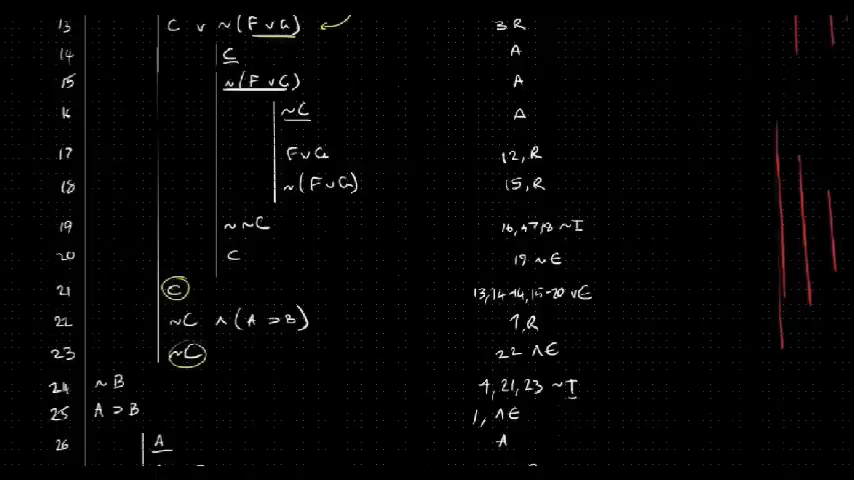 13 C ∨ ~(F ∨ G) 3 R
14 C A
15 ~(F ∨ G) A
16 ~C A
17 F ∨ G 12, R
18 ~(F ∨ G) 15, R
19 ~~C 16, 17, 18 ~I
20 C 19 ~E
21 C 13, 14-14, 15-20 ∨E
22 ~C ∧ (A ⊃ B) 1, R
23 ~C 22 ∧E
24 ~B 4, 21, 23 ~I
25 A ⊃ B 1, ∧E
26 A A